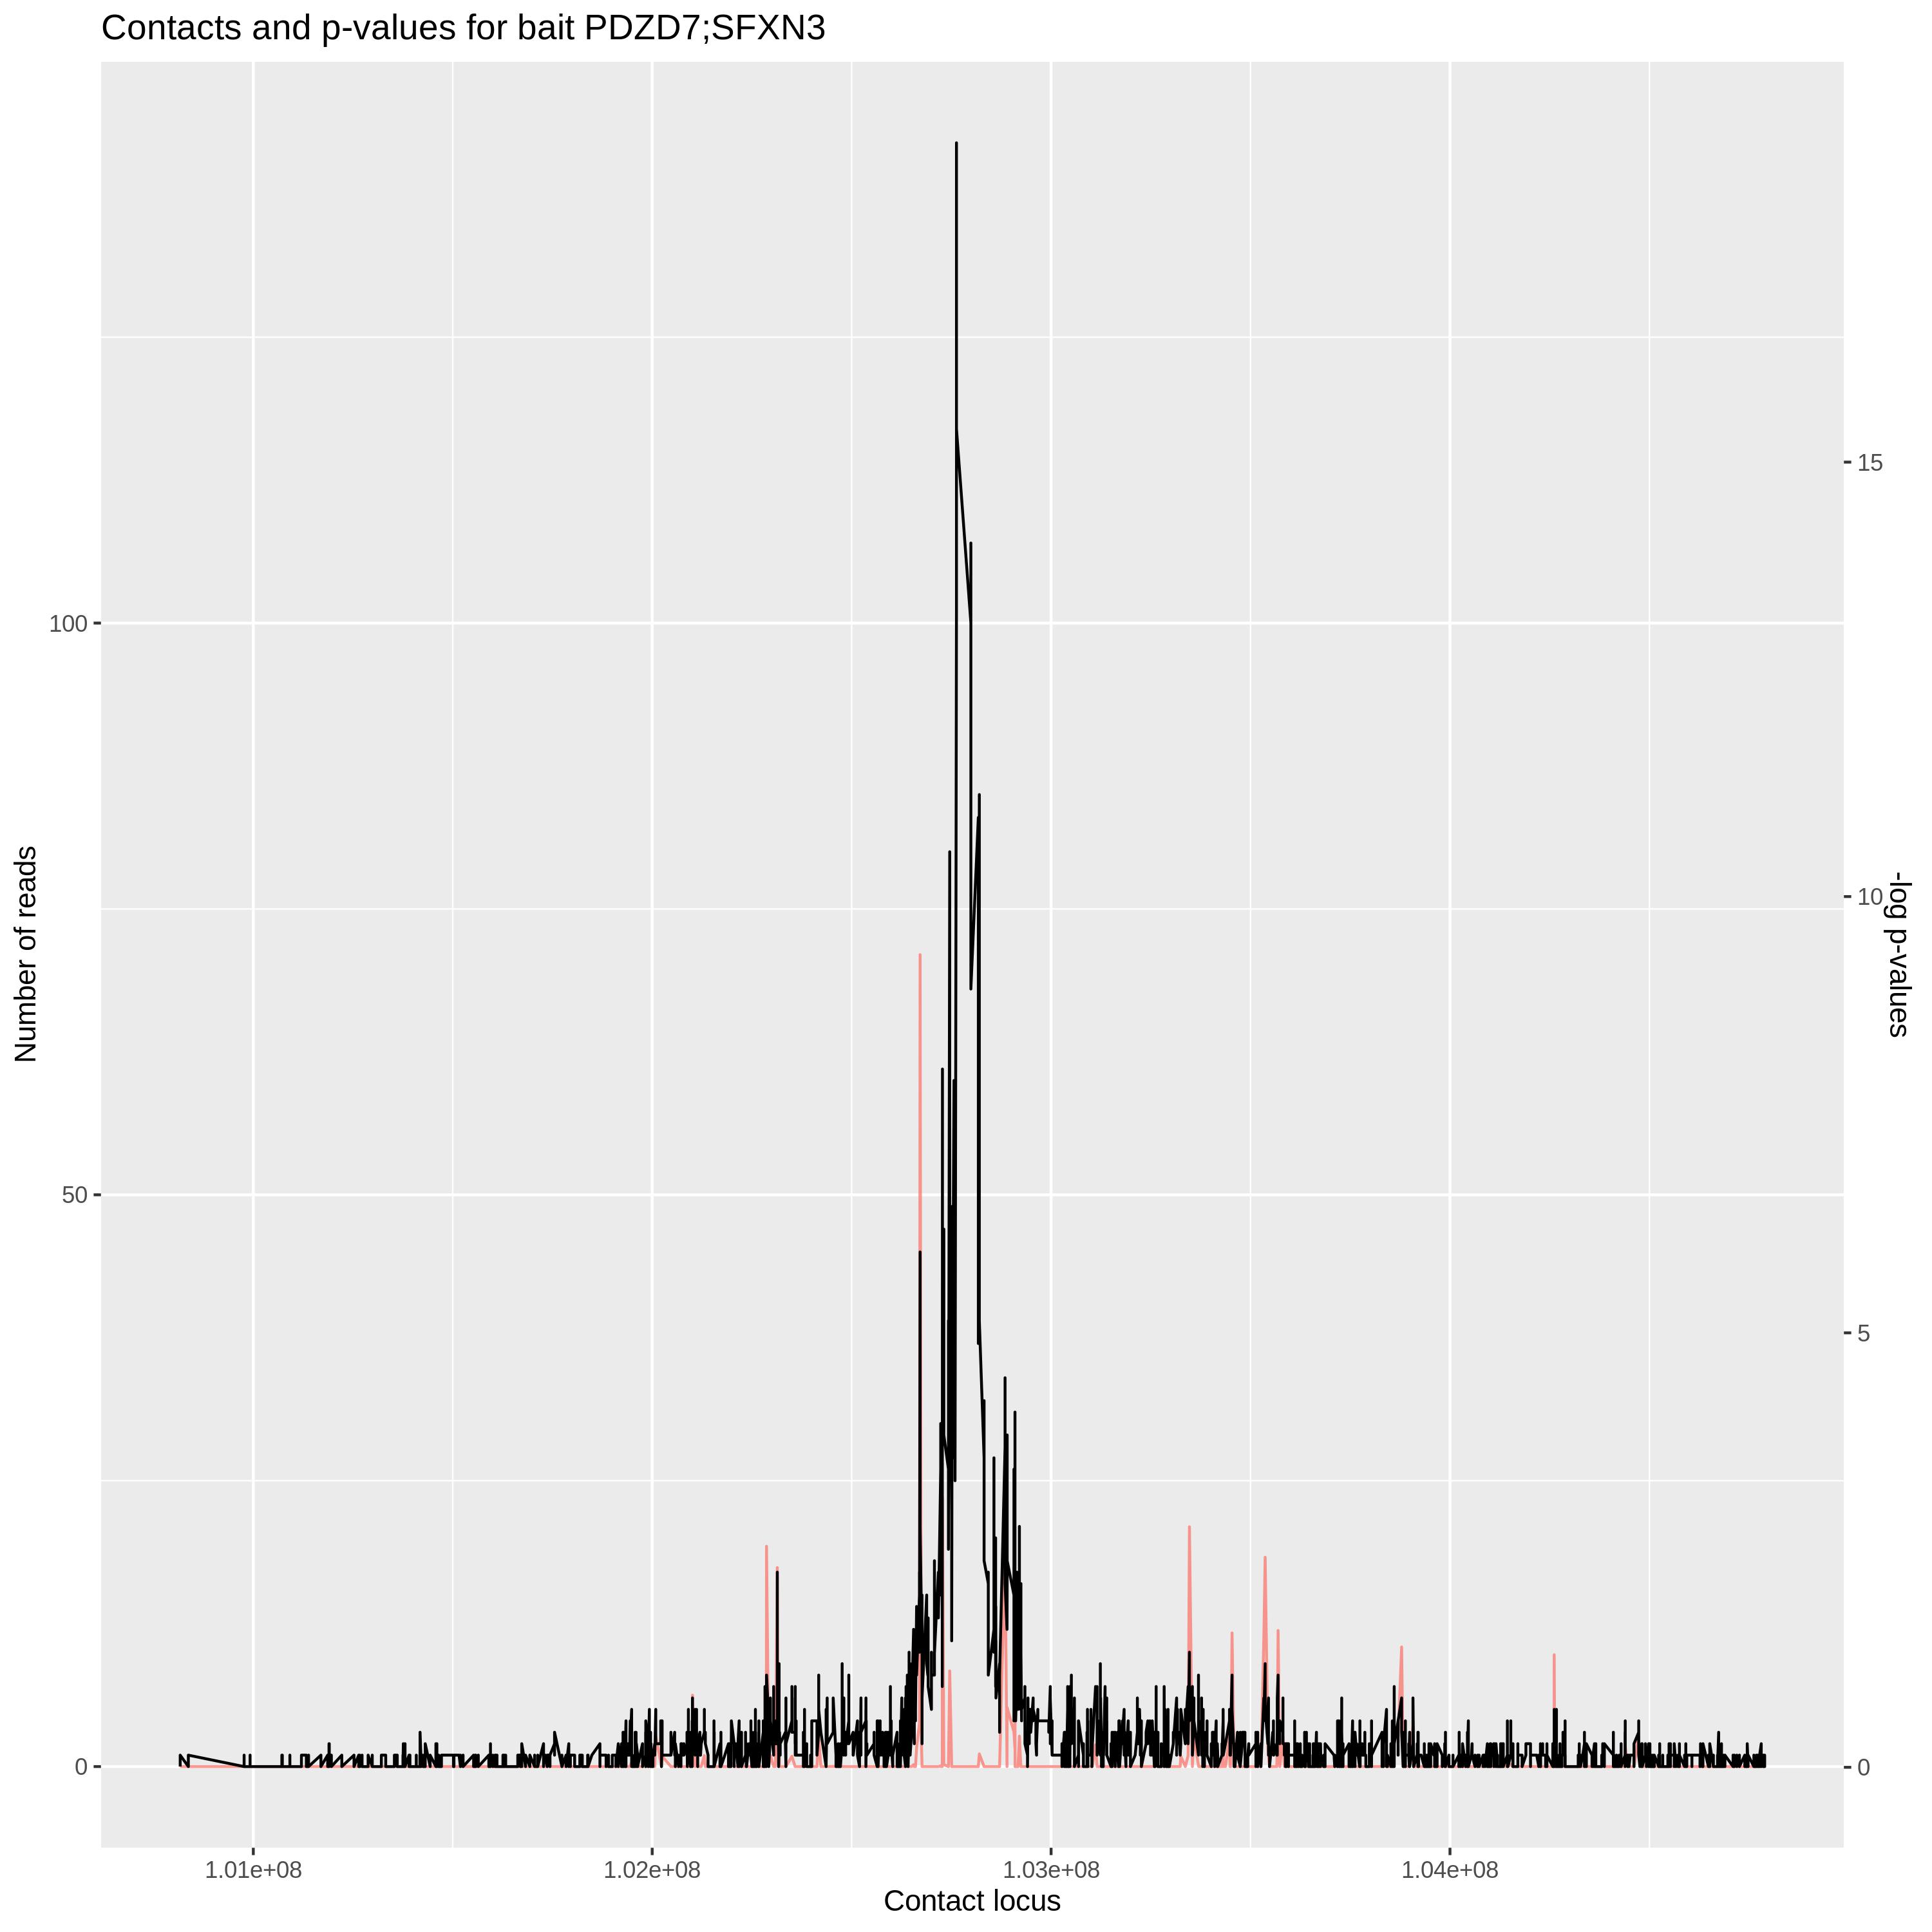 Contacts and p-values for bait PDZD7;SFXN3
Number of reads
100
50
0
15
10
5
0
-log p-values
1.01e+08
1.02e+08
1.03e+08
1.04e+08
Contact locus